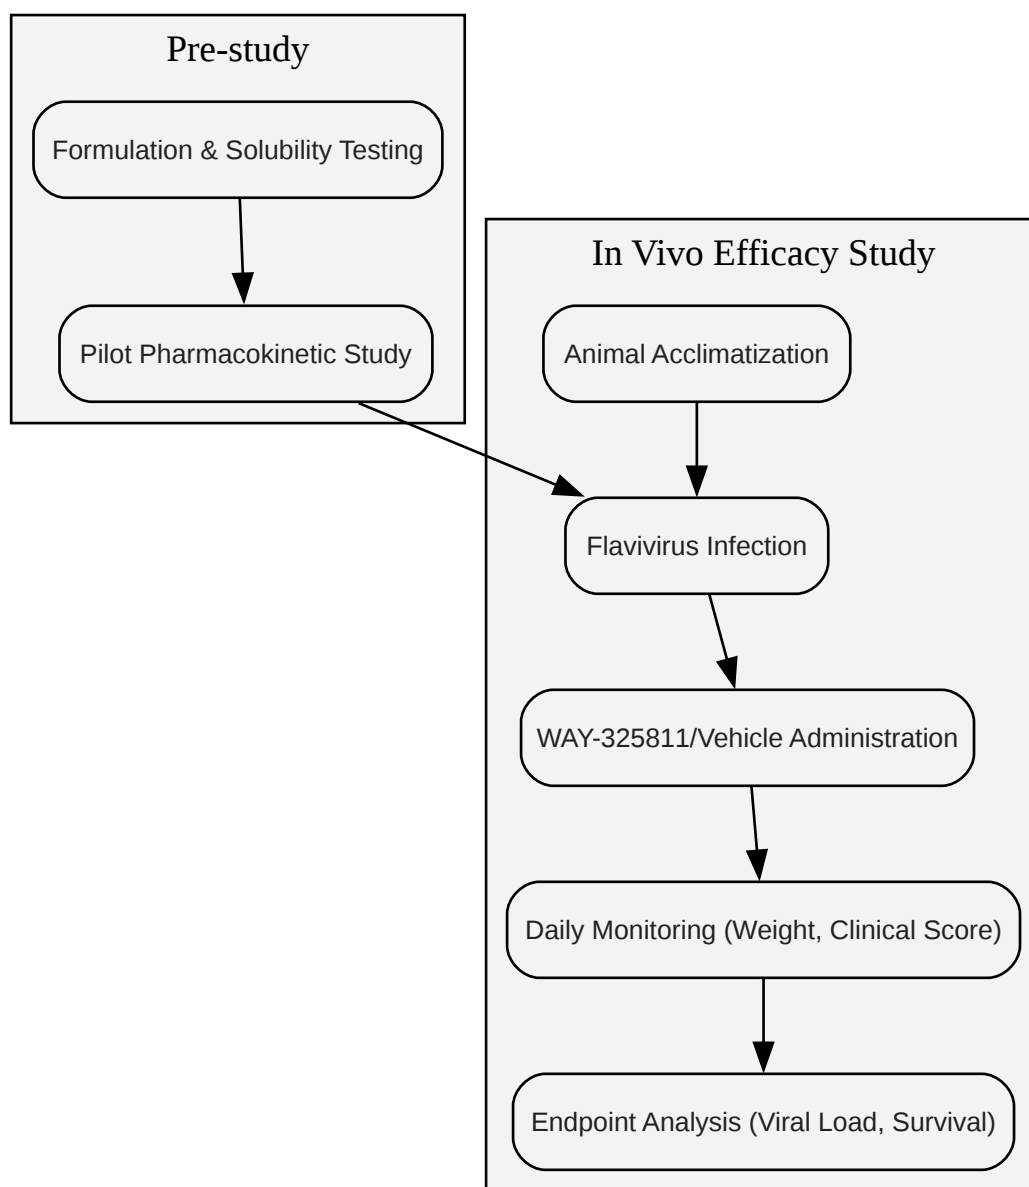 Pre-study
Formulation & Solubility Testing
Pilot Pharmacokinetic Study
In Vivo Efficacy Study
Animal Acclimatization
Flavivirus Infection
WAY-325811/Vehicle Administration
Daily Monitoring (Weight, Clinical Score)
Endpoint Analysis (Viral Load, Survival)